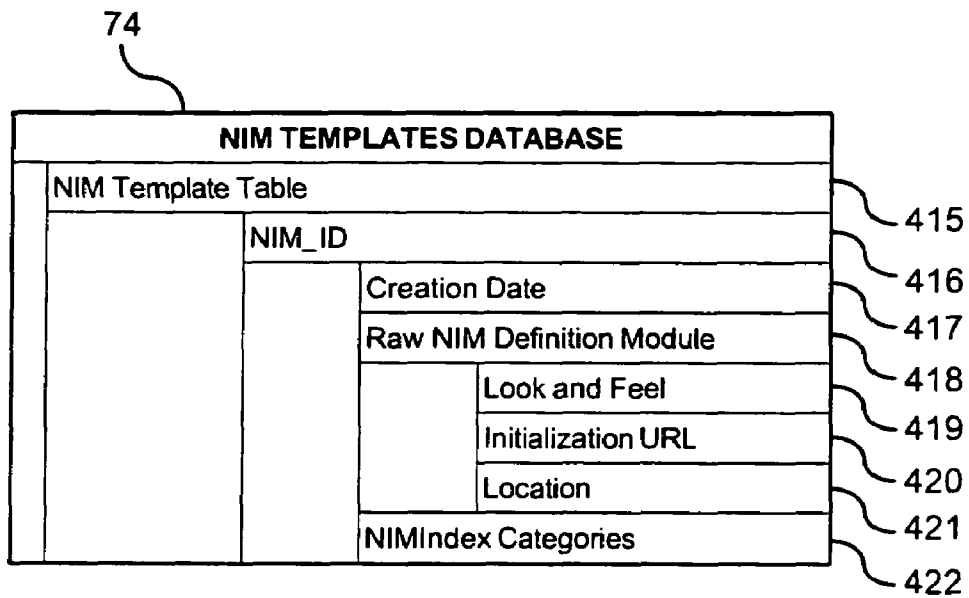 74
NIM TEMPLATES DATABASE
NIM Template Table
415
NIM_ID
416
Creation Date
417
Raw NIM Definition Module
418
Look and Feel
419
Initialization URL
420
Location
421
NIMIndex Categories
422